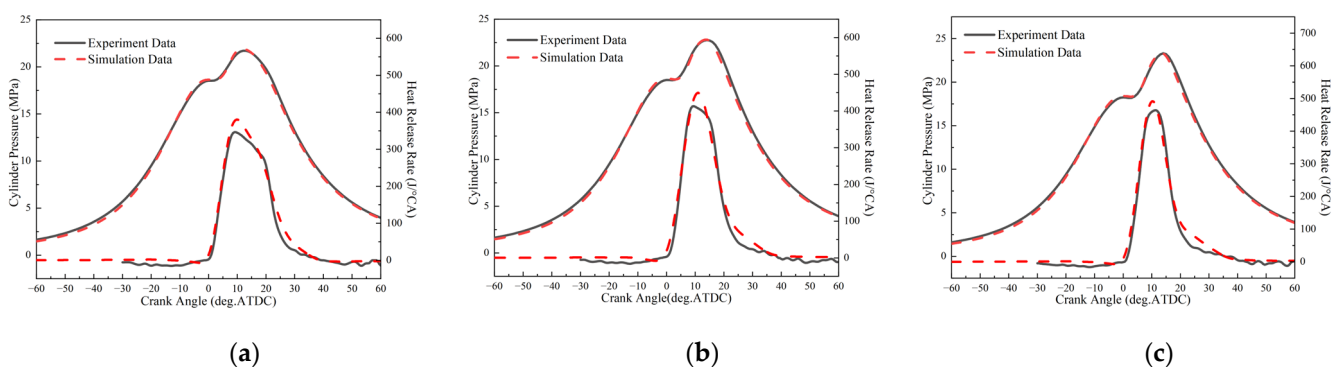 25
20
15
10
5
0
Cylinder Pressure (MPa)
Experiment Data
Simulation Data
600
500
400
300
200
100
0
Heat Release Rate (J/°CA)
−60 −50 −40 −30 −20 −10 0 10 20 30 40 50 60
Crank Angle (deg.ATDC)
(a)
25
20
15
10
5
0
Cylinder Pressure (MPa)
Experiment Data
Simulation Data
600
500
400
300
200
100
0
Heat Release Rate (J/°CA)
−60 −50 −40 −30 −20 −10 0 10 20 30 40 50 60
Crank Angle(deg.ATDC)
(b)
25
20
15
10
5
0
Cylinder Pressure (MPa)
Experiment Data
Simulation Data
700
600
500
400
300
200
100
0
Heat Release Rate (J/°CA)
−60 −50 −40 −30 −20 −10 0 10 20 30 40 50 60
Crank Angle (deg.ATDC)
(c)